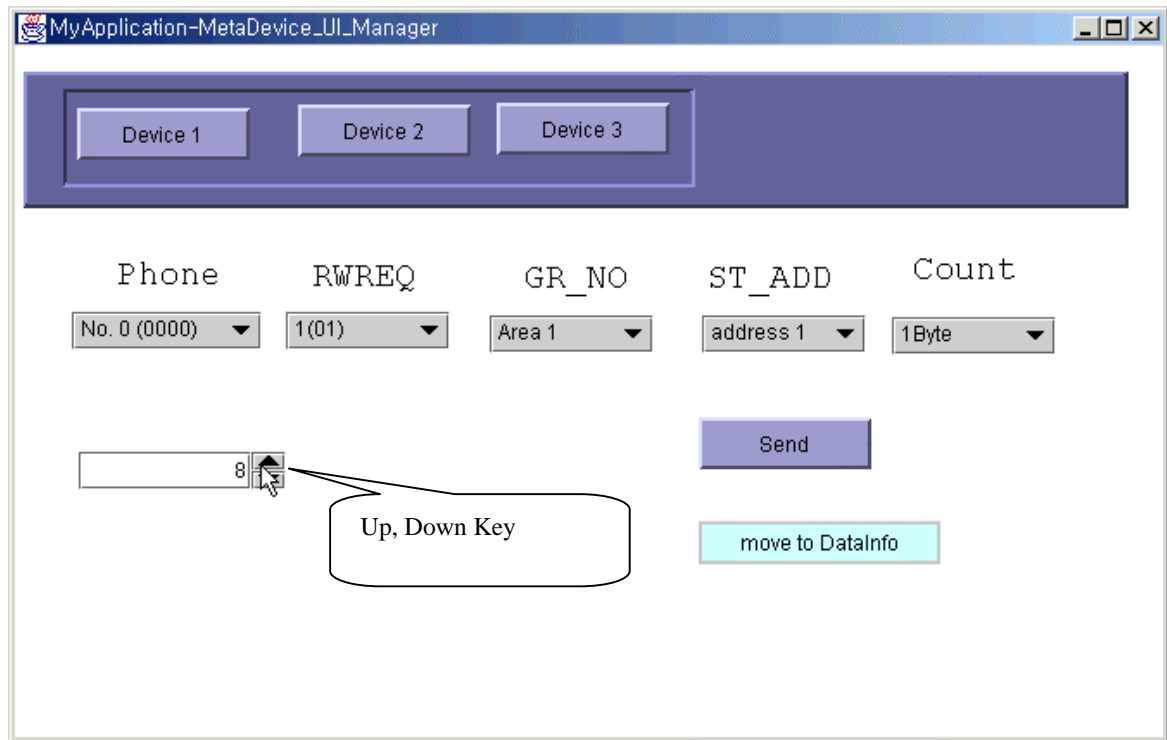 MyApplication-MetaDevice_UI_Manager
Device 1 Device 2 Device 3
Phone RWREQ GR_NO ST_ADD Count
No. 0 (0000) 1(01) Area 1 address 1 1Byte
Send
8
Up, Down Key
move to DataInfo